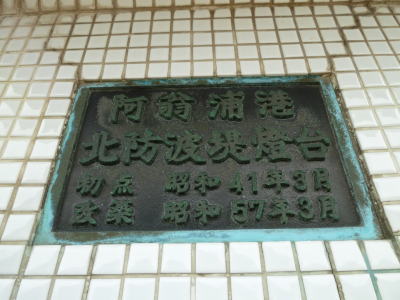 阿翁浦港
北防波堤燈台
初点 昭和41年3月
改築 昭和57年3月